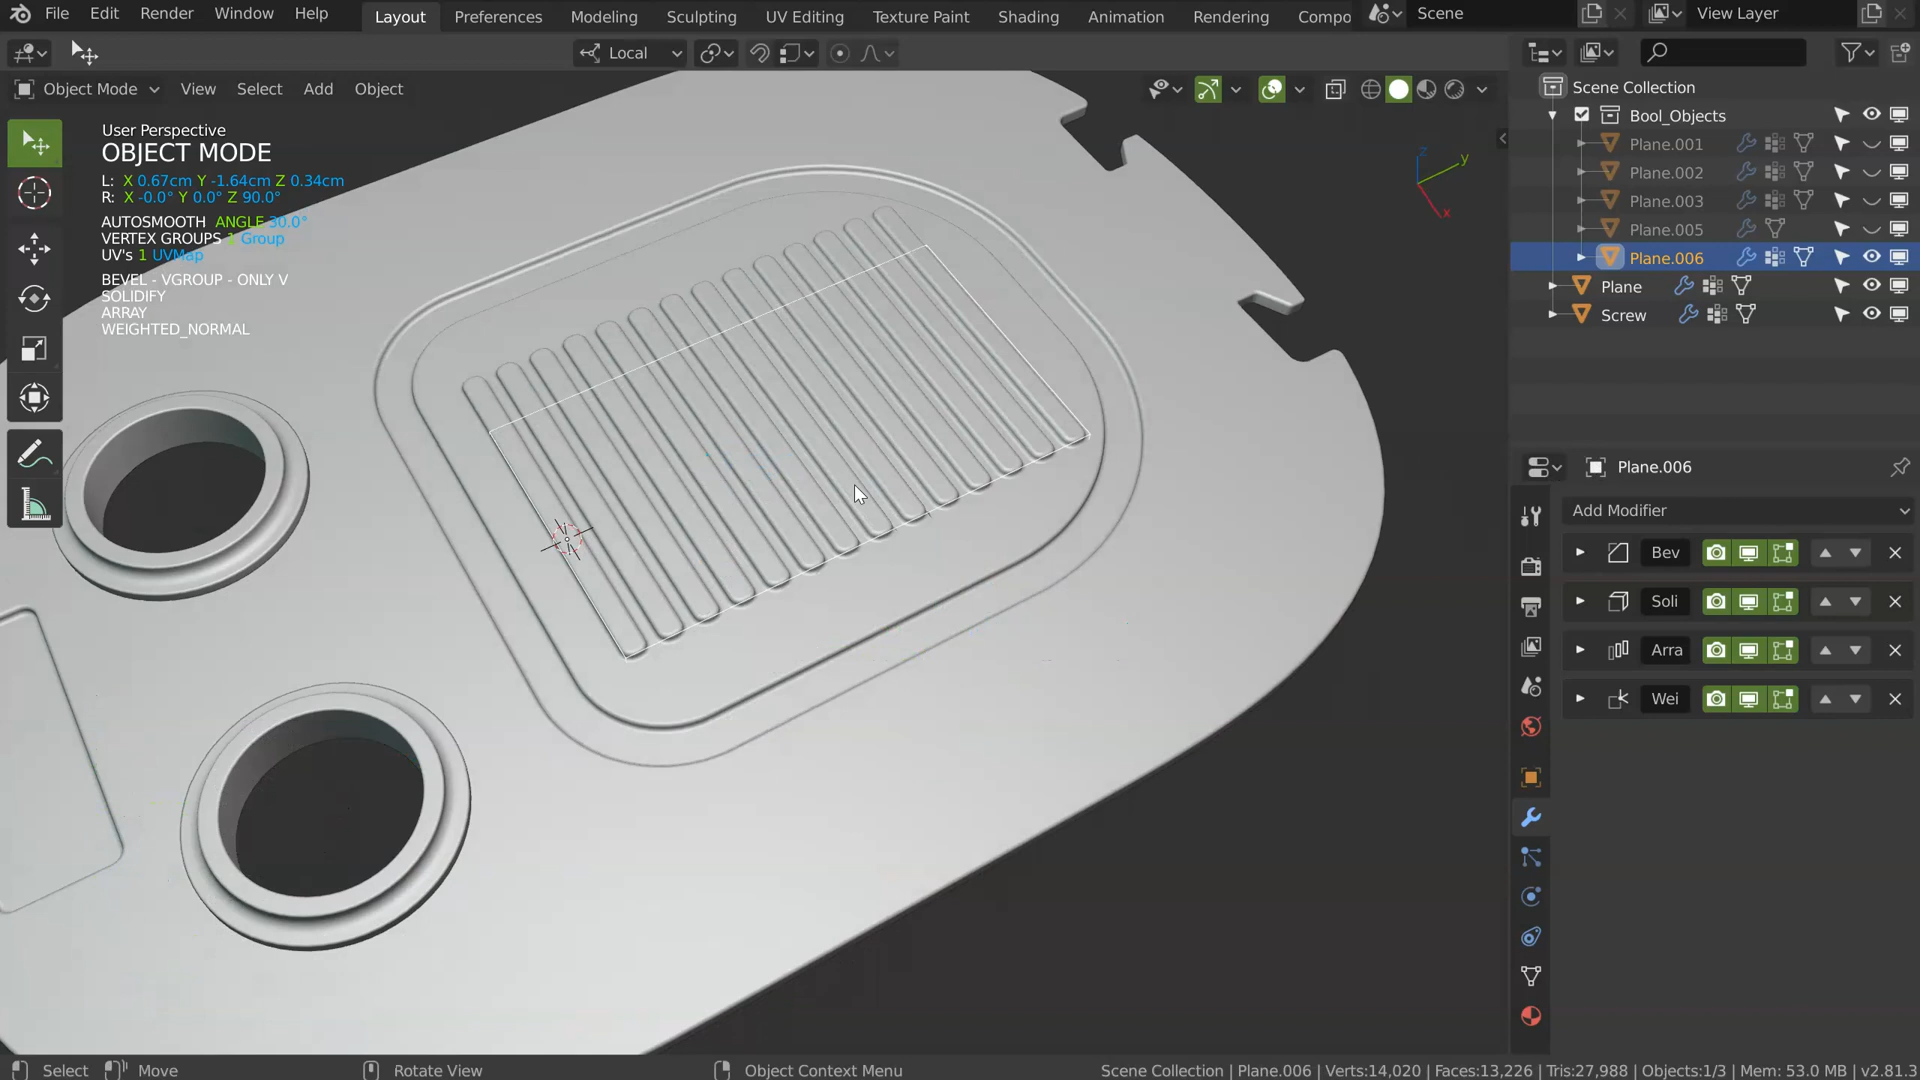 File Edit Render Window Help
Layout Preferences Modeling Sculpting UV Editing Texture Paint Shading Animation Rendering Compo
Scene
View Layer
Local
Object Mode View Select Add Object
User Perspective
OBJECT MODE
L: X 0.67cm Y -1.64cm Z 0.34cm
R: X -0.0° Y 0.0° Z 90.0°
AUTOSMOOTH ANGLE 30.0°
VERTEX GROUPS 1 Group
UV's 1 UVMap
BEVEL - VGROUP - ONLY V
SOLIDIFY
ARRAY
WEIGHTED_NORMAL
Z
Y
X
Scene Collection
Bool_Objects
Plane.001
Plane.002
Plane.003
Plane.005
Plane.006
Plane
Screw
Plane.006
Add Modifier
Bev
Soli
Arra
Wei
Select Move Rotate View Object Context Menu
Scene Collection | Plane.006 | Verts:14,020 | Faces:13,226 | Tris:27,988 | Objects:1/3 | Mem: 53.0 MB | v2.81.3